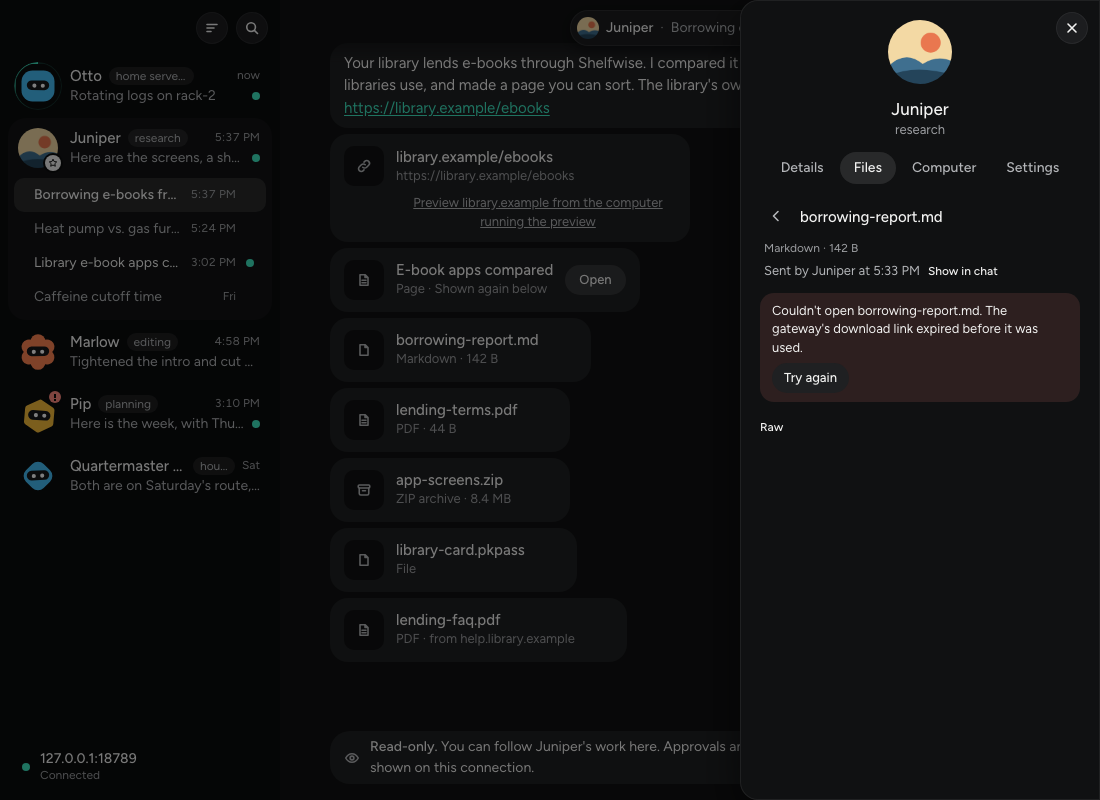 Otto home serve... now
Rotating logs on rack-2
Juniper research 5:37 PM
Here are the screens, a sh...
Borrowing e-books fr... 5:37 PM
Heat pump vs. gas fur... 5:24 PM
Library e-book apps c... 3:02 PM
Caffeine cutoff time Fri
Marlow editing 4:58 PM
Tightened the intro and cut ...
Pip planning 3:10 PM
Here is the week, with Thu...
Quartermaster ... hou... Sat
Both are on Saturday's route,...
127.0.0.1:18789
Connected
Juniper · Borrowing
Your library lends e-books through Shelfwise. I compared it
libraries use, and made a page you can sort. The library's ow
https://library.example/ebooks
library.example/ebooks
https://library.example/ebooks
Preview library.example from the computer
running the preview
E-book apps compared
Page · Shown again below
Open
borrowing-report.md
Markdown · 142 B
lending-terms.pdf
PDF · 44 B
app-screens.zip
ZIP archive · 8.4 MB
library-card.pkpass
File
lending-faq.pdf
PDF · from help.library.example
Read-only. You can follow Juniper's work here. Approvals ar
shown on this connection.
Juniper
research
Details Files Computer Settings
borrowing-report.md
Markdown · 142 B
Sent by Juniper at 5:33 PM Show in chat
Couldn't open borrowing-report.md. The
gateway's download link expired before it was
used.
Try again
Raw